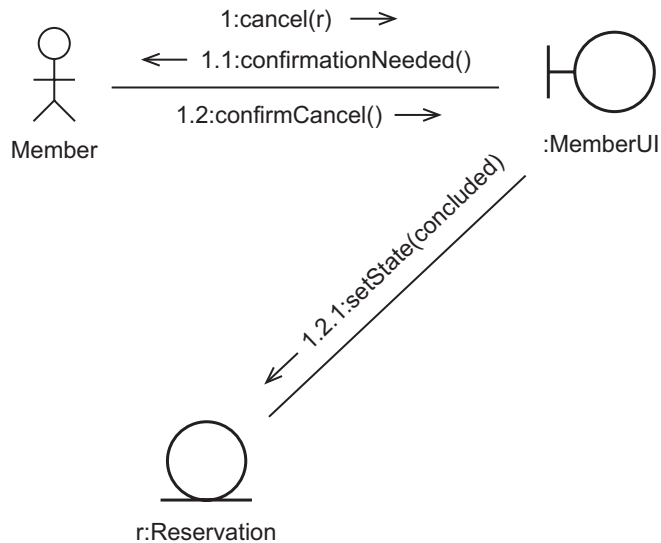 1:cancel(r)
1.1:confirmationNeeded()
1.2:confirmCancel()
Member
:MemberUI
1.2.1:setState(concluded)
r:Reservation